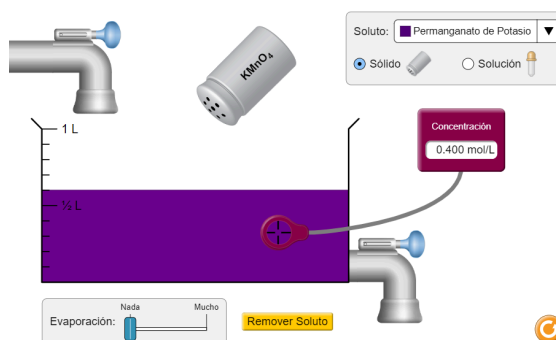 Soluto: Permanganato de Potasio
Sólido Solución
KMnO₄
Concentración
0.400 mol/L
1 L
½ L
Nada Mucho
Evaporación:
Remover Soluto